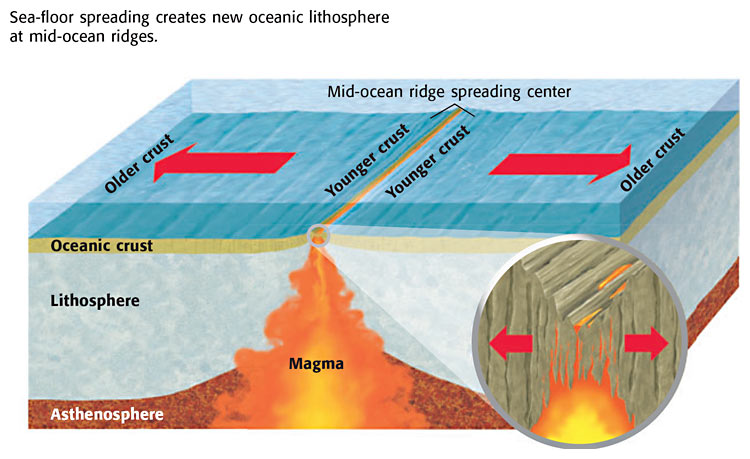 Sea-floor spreading creates new oceanic lithosphere
at mid-ocean ridges.
Mid-ocean ridge spreading center
Older crust
Younger crust
Younger crust
Older crust
Oceanic crust
Lithosphere
Magma
Asthenosphere